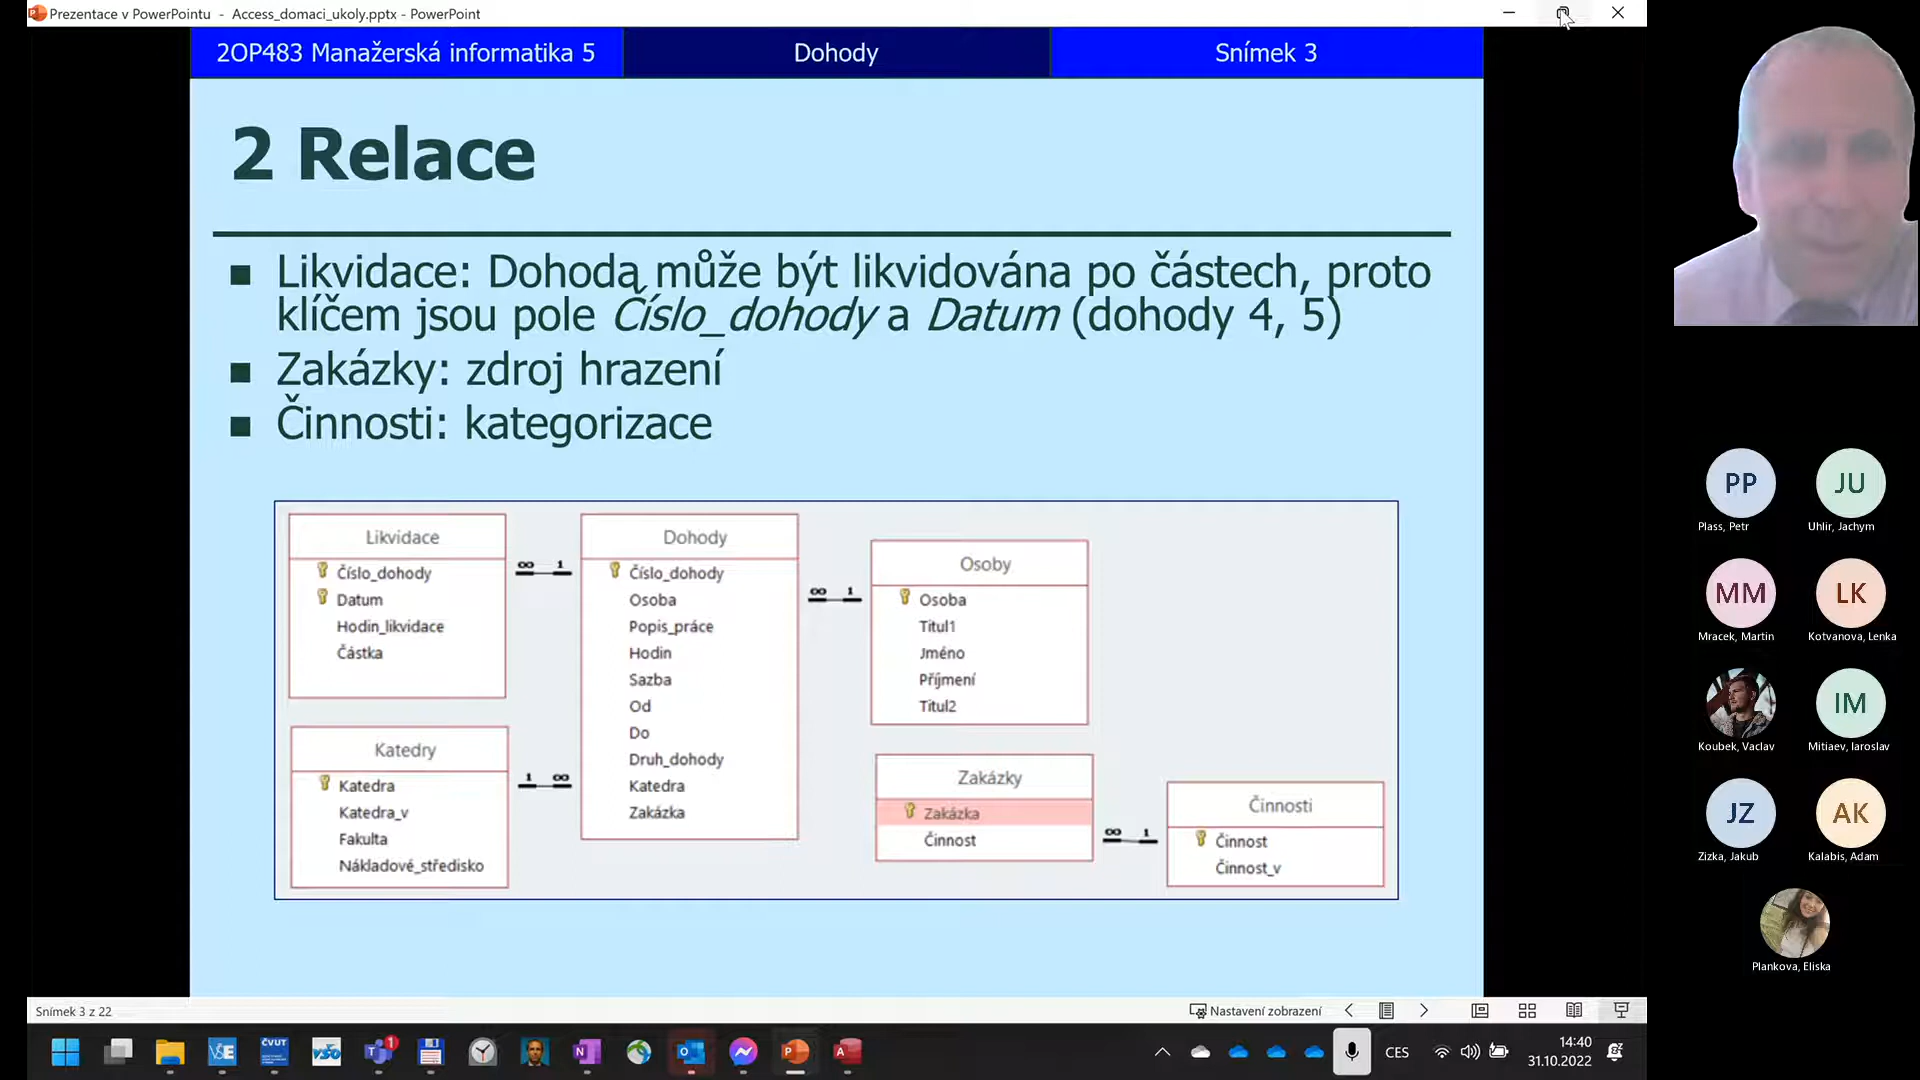 Prezentace v PowerPointu - Access_domaci_ukoly.pptx - PowerPoint
2OP483 Manažerská informatika 5
Dohody
Snímek 3
2 Relace
Likvidace: Dohoda může být likvidována po částech, proto
klíčem jsou pole Číslo_dohody a Datum (dohody 4, 5)
Zakázky: zdroj hrazení
Činnosti: kategorizace
Likvidace
Číslo_dohody
Datum
Hodin_likvidace
Částka
∞ 1
Dohody
Číslo_dohody
Osoba
Popis_práce
Hodin
Sazba
Od
Do
Druh_dohody
Katedra
Zakázka
∞ 1
Osoby
Osoba
Titul1
Jméno
Příjmení
Titul2
Katedry
Katedra
Katedra_v
Fakulta
Nákladové_středisko
1 ∞
Zakázky
Zakázka
Činnost
∞ 1
Činnosti
Činnost
Činnost_v
PP
Plass, Petr
JU
Uhlir, Jachym
MM
Mracek, Martin
LK
Kotvanova, Lenka
Koubek, Vaclav
IM
Mitiaev, Iaroslav
JZ
Zizka, Jakub
AK
Kalabis, Adam
Plankova, Eliska
Snímek 3 z 22
Nastavení zobrazení
CES
14:40
31.10.2022